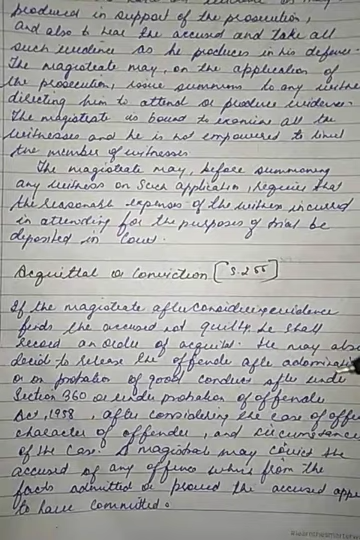 produced in support of the prosecution,
and also to hear the accused and take all
such evidence as he produces in his defence.
The magistrate may, on the application of
the prosecution, issue summons to any witne
directing him to attend or produce evidence.
The magistrate is bound to examine all the
witnesses and he is not empowered to limit
the member of witnesses
The magistrate may, before summoning
any witness on such application, require that
the reasonable expenses of the witness incurred
in attending for the purposes of trial be
deposited in Court.
Acquittal or Conviction [S.255]
If the magistrate after evidence
finds the accused not guilty, he shall
record an order of acquittal. He may also
decide to release the offender after
or on probation of good conduct after under
Section 360 or under probation of offender
Act, 1958, after considering the case of offe
character of offender, and circumstance
of the case. A magistrate may convict the
accused of any offence which from the
facts admitted or proved the accused appe
to have committed.